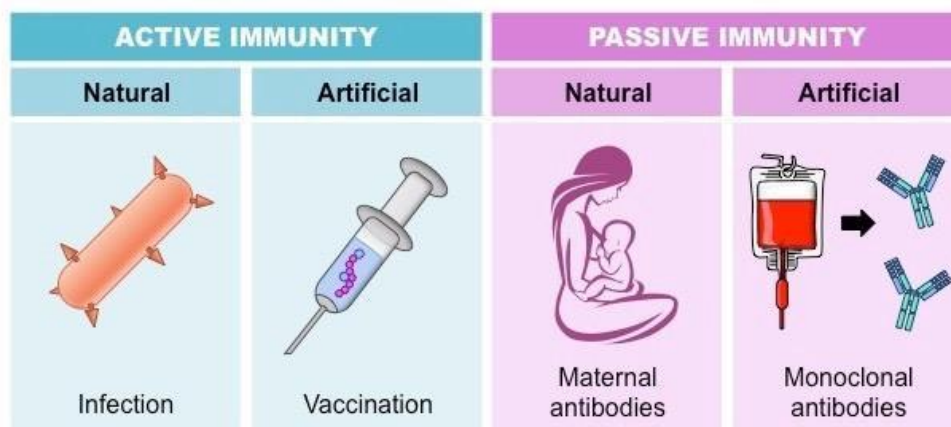 ACTIVE IMMUNITY
PASSIVE IMMUNITY
Natural
Artificial
Natural
Artificial
Infection
Vaccination
Maternal
antibodies
Monoclonal
antibodies